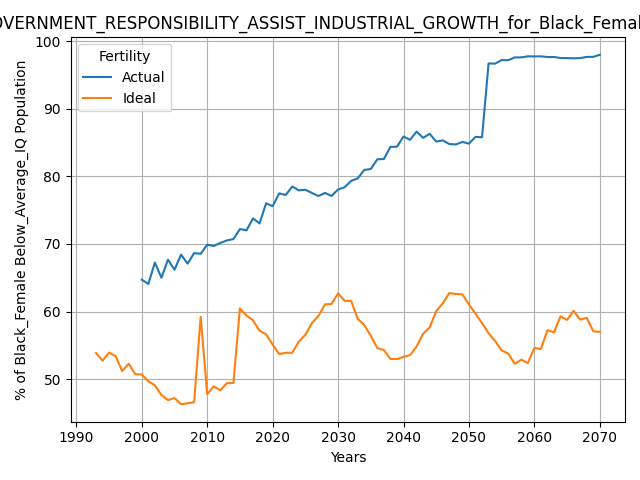 OVERNMENT_RESPONSIBILITY_ASSIST_INDUSTRIAL_GROWTH_for_Black_Femal
% of Black_Female Below_Average_IQ Population
100
90
80
70
60
50
Fertility
Actual
Ideal
1990
2000
2010
2020
2030
2040
2050
2060
2070
Years